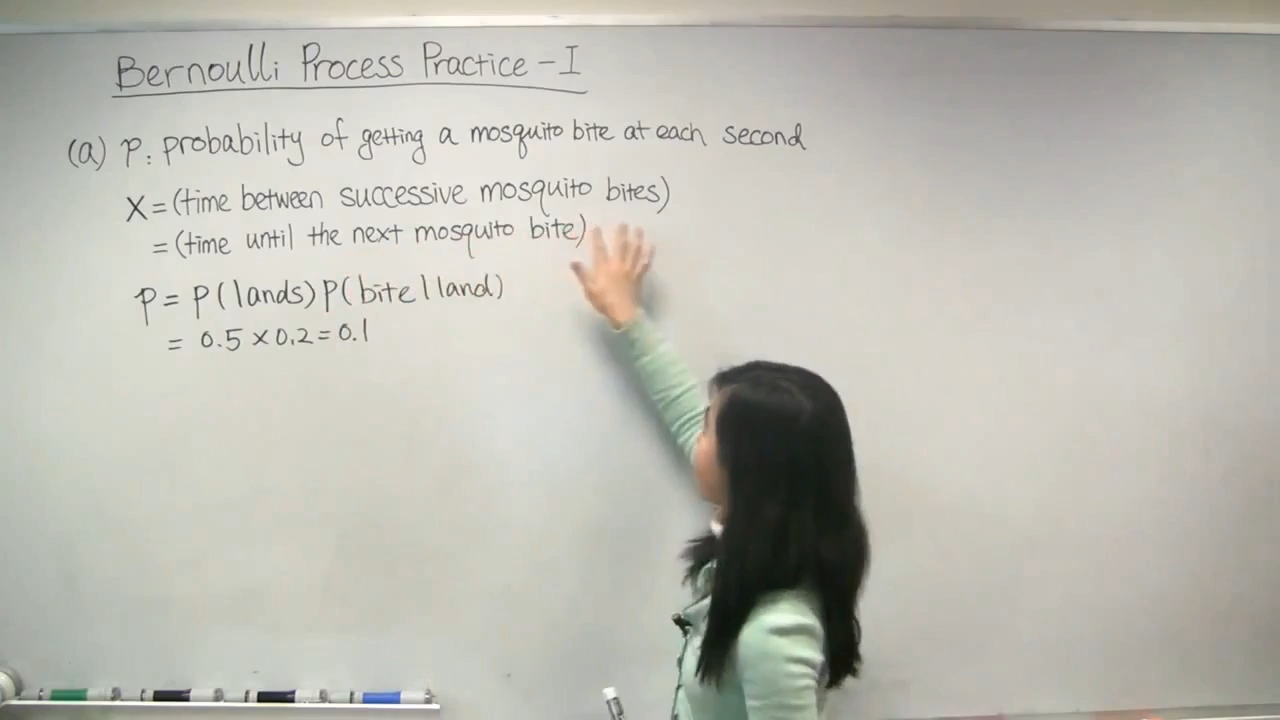 Bernoulli Process Practice - I
(a) p: probability of getting a mosquito bite at each second
X = (time between successive mosquito bites)
= (time until the next mosquito bite)
p = P(lands) P(bite | land)
= 0.5 × 0.2 = 0.1